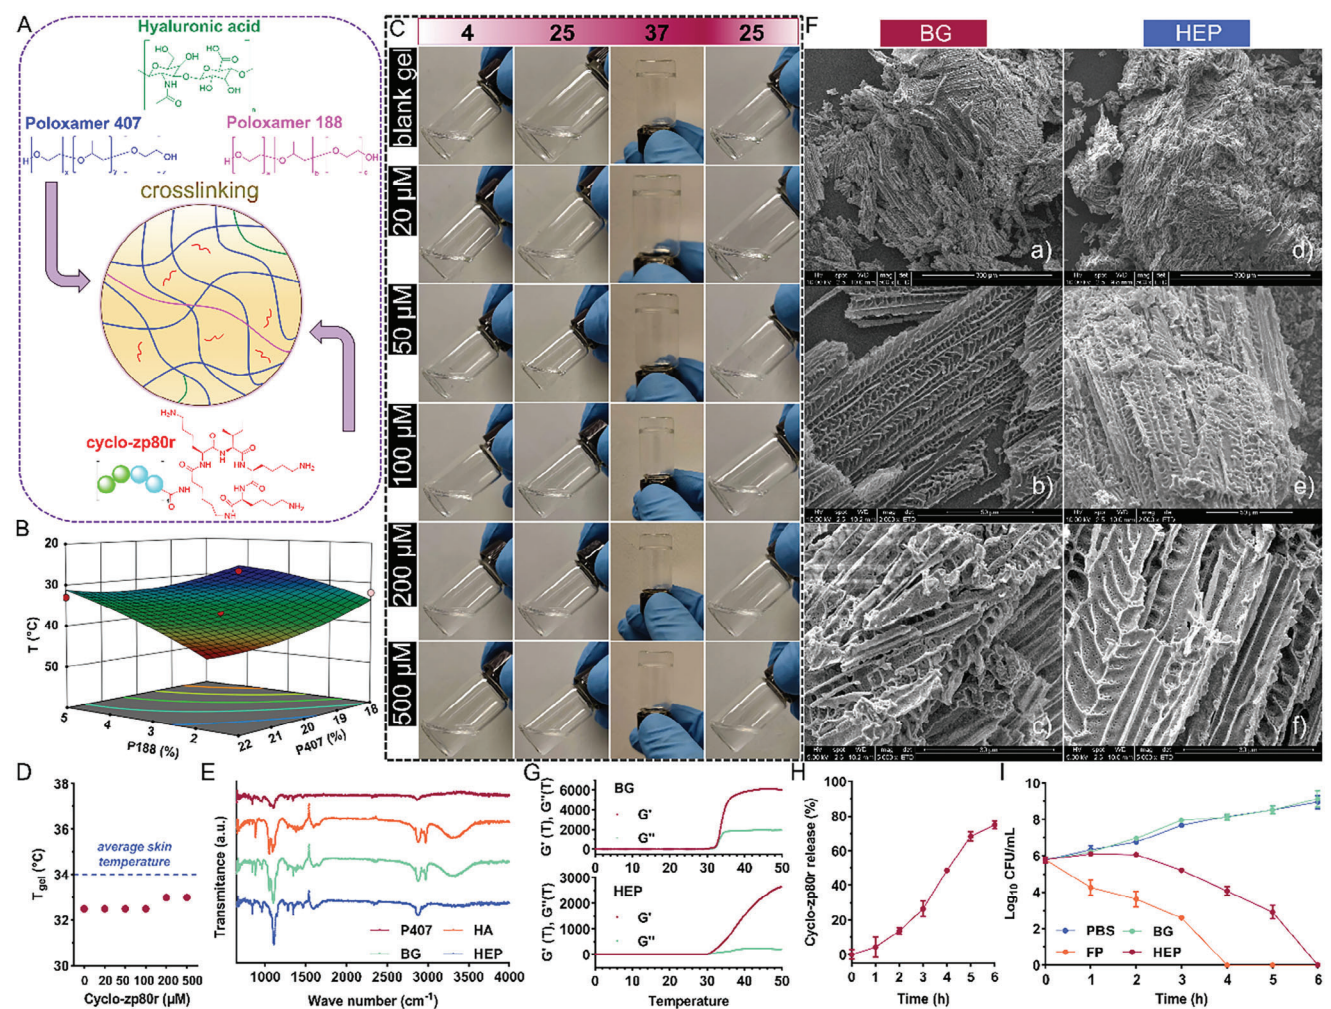 A
Hyaluronic acid
Poloxamer 407
Poloxamer 188
crosslinking
cyclo-zp80r
B
20
30
40
50
T (°C)
5
4
3
2
P188 (%)
22
21
20
19
18
P407 (%)
C
4 25 37 25
blank gel
20 µM
50 µM
100 µM
200 µM
500 µM
F
BG HEP
a)
d)
b)
e)
c)
f)
D
38
36
34
32
30
Tgel (°C)
average skin
temperature
0 20 50 100 200 500
Cyclo-zp80r (µM)
E
Transmitance (a.u.)
P407 HA
BG HEP
1000 1500 2000 2500 3000 3500 4000
Wave number (cm-1)
G
BG
G'
G''
6000
4000
2000
0
G' (T), G''(T)
0 10 20 30 40 50
HEP
G'
G''
3000
2000
1000
0
G' (T), G''(T)
0 10 20 30 40 50
Temperature
H
100
80
60
40
20
0
Cyclo-zp80r release (%)
0 1 2 3 4 5 6
Time (h)
I
10
8
6
4
2
0
Log10 CFU/mL
PBS BG
FP HEP
0 1 2 3 4 5 6
Time (h)